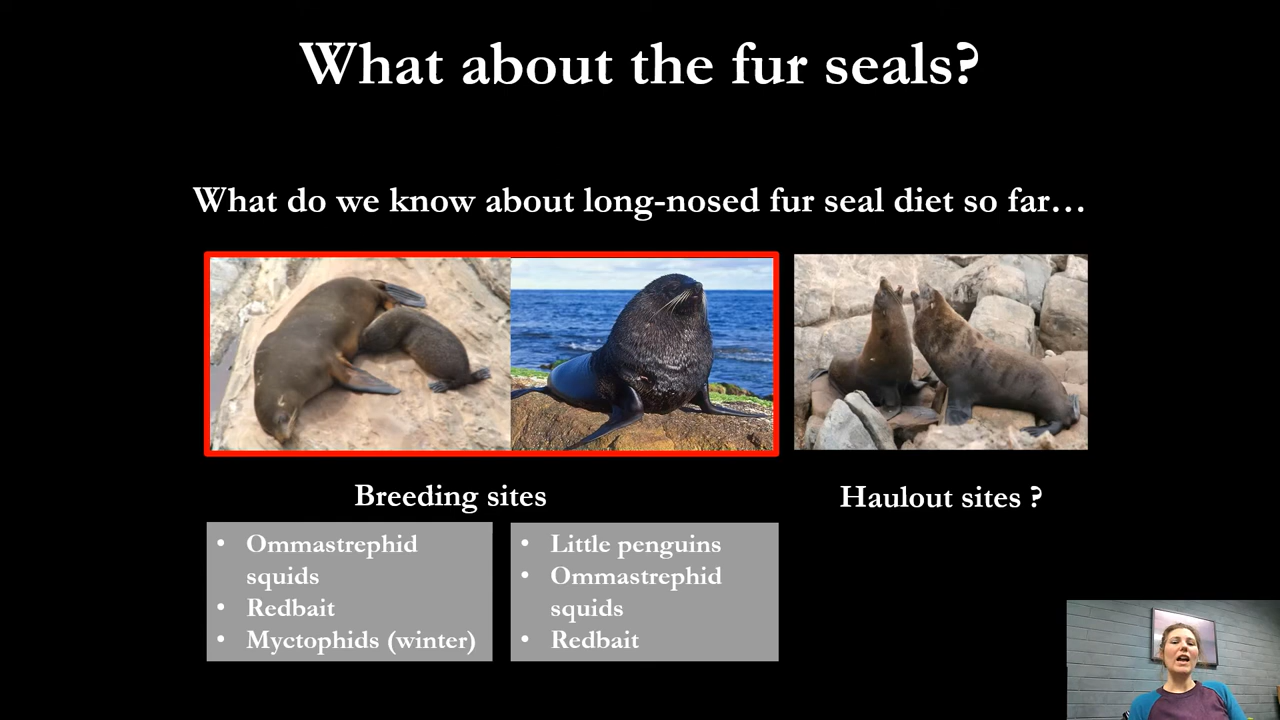 What about the fur seals?
What do we know about long-nosed fur seal diet so far…
Breeding sites
Haulout sites ?
• Ommastrephid
squids
• Redbait
• Myctophids (winter)
• Little penguins
• Ommastrephid
squids
• Redbait